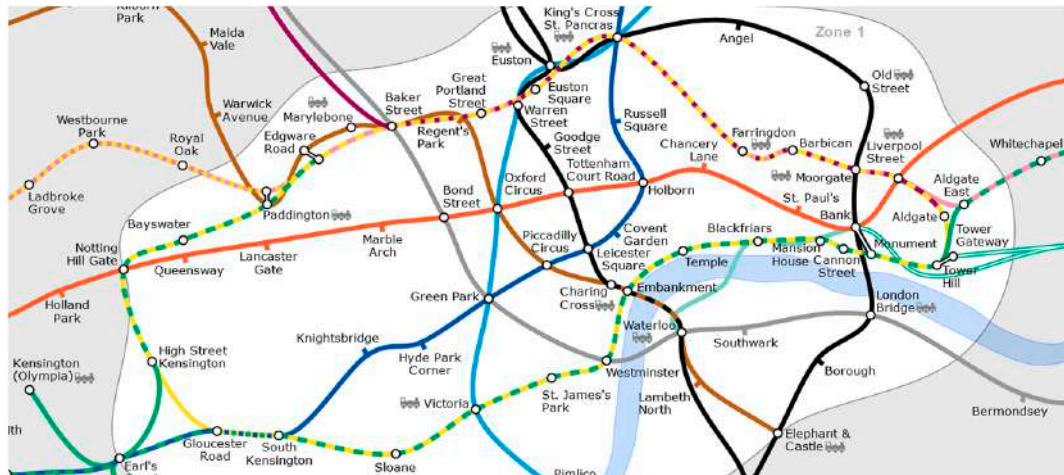 Kilburn
Park
Maida
Vale
Warwick
Avenue
Westbourne
Park
Royal
Oak
Ladbroke
Grove
Edgware
Road
Marylebone
Baker
Street
Great
Portland
Street
Regent's
Park
Euston
King's Cross
St. Pancras
Euston
Square
Warren
Street
Goodge
Street
Tottenham
Court Road
Russell
Square
Angel
Zone 1
Old
Street
Farringdon
Barbican
Liverpool
Street
Moorgate
Whitechapel
Aldgate
East
Aldgate
Tower
Gateway
Tower
Hill
Chancery
Lane
St. Paul's
Bank
Holborn
Oxford
Circus
Bond
Street
Marble
Arch
Lancaster
Gate
Queensway
Paddington
Bayswater
Notting
Hill Gate
Holland
Park
Covent
Garden
Leicester
Square
Piccadilly
Circus
Green Park
Charing
Cross
Embankment
Temple
Blackfriars
Mansion
House
Cannon
Street
Monument
London
Bridge
Waterloo
Southwark
Westminster
St. James's
Park
Lambeth
North
Borough
Elephant &
Castle
Bermondsey
Knightsbridge
Hyde Park
Corner
Victoria
Pimlico
Sloane
South
Kensington
Gloucester
Road
High Street
Kensington
Kensington
(Olympia)
ith
Earl's